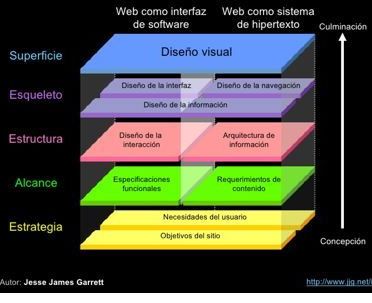 Web como interfaz
de software
Web como sistema
de hipertexto
Culminación
Superficie
Diseño visual
Esqueleto
Diseño de la interfaz
Diseño de la navegación
Diseño de la información
Estructura
Diseño de la
interacción
Arquitectura de
información
Alcance
Especificaciones
funcionales
Requerimientos de
contenido
Estrategia
Necesidades del usuario
Objetivos del sitio
Concepción
Autor: Jesse James Garrett
http://www.jjg.net/